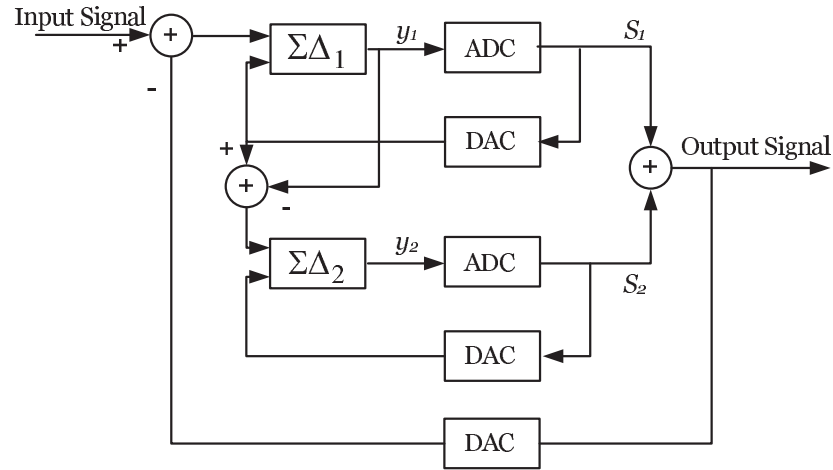 Input Signal
+
+
-
ΣΔ1
y1
ADC
S1
DAC
+
+
-
+
Output Signal
ΣΔ2
y2
ADC
S2
DAC
DAC